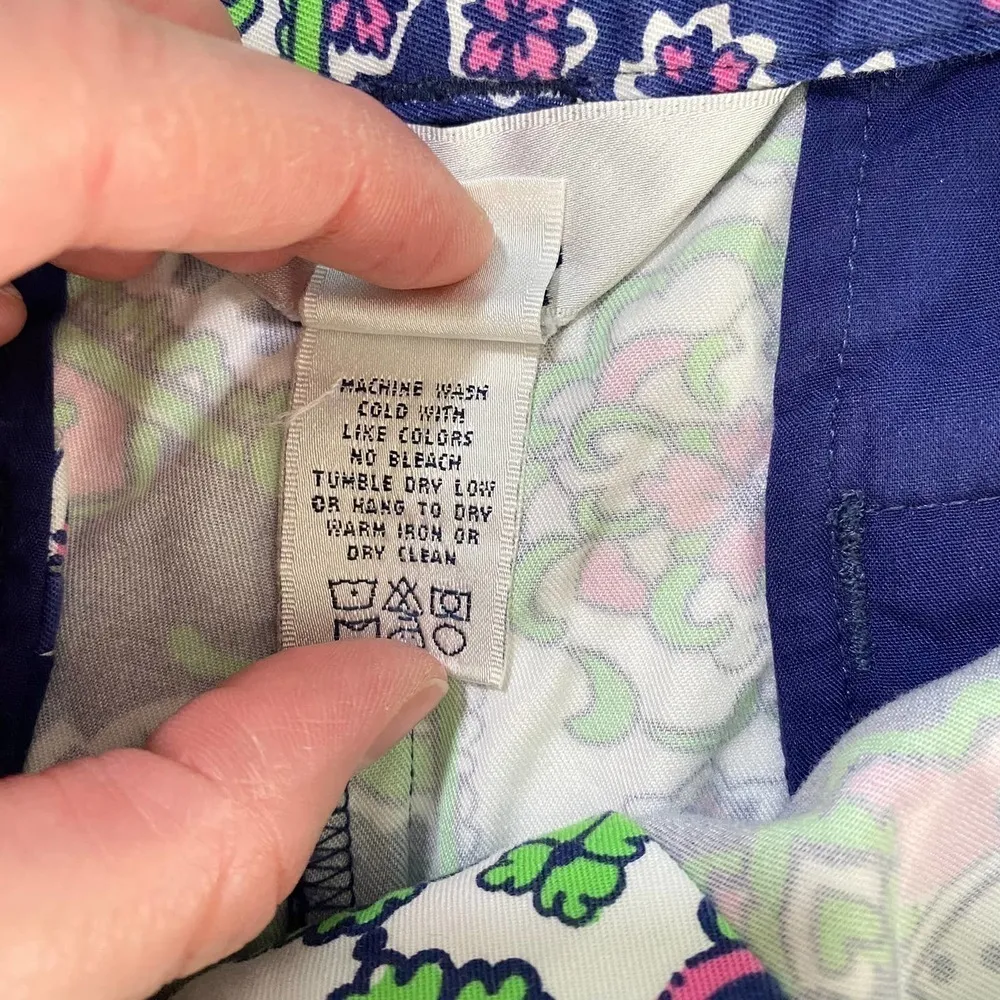 MACHINE WASH
COLD WITH
LIKE COLORS
NO BLEACH
TUMBLE DRY LOW
OR HANG TO DRY
WARM IRON OR
DRY CLEAN